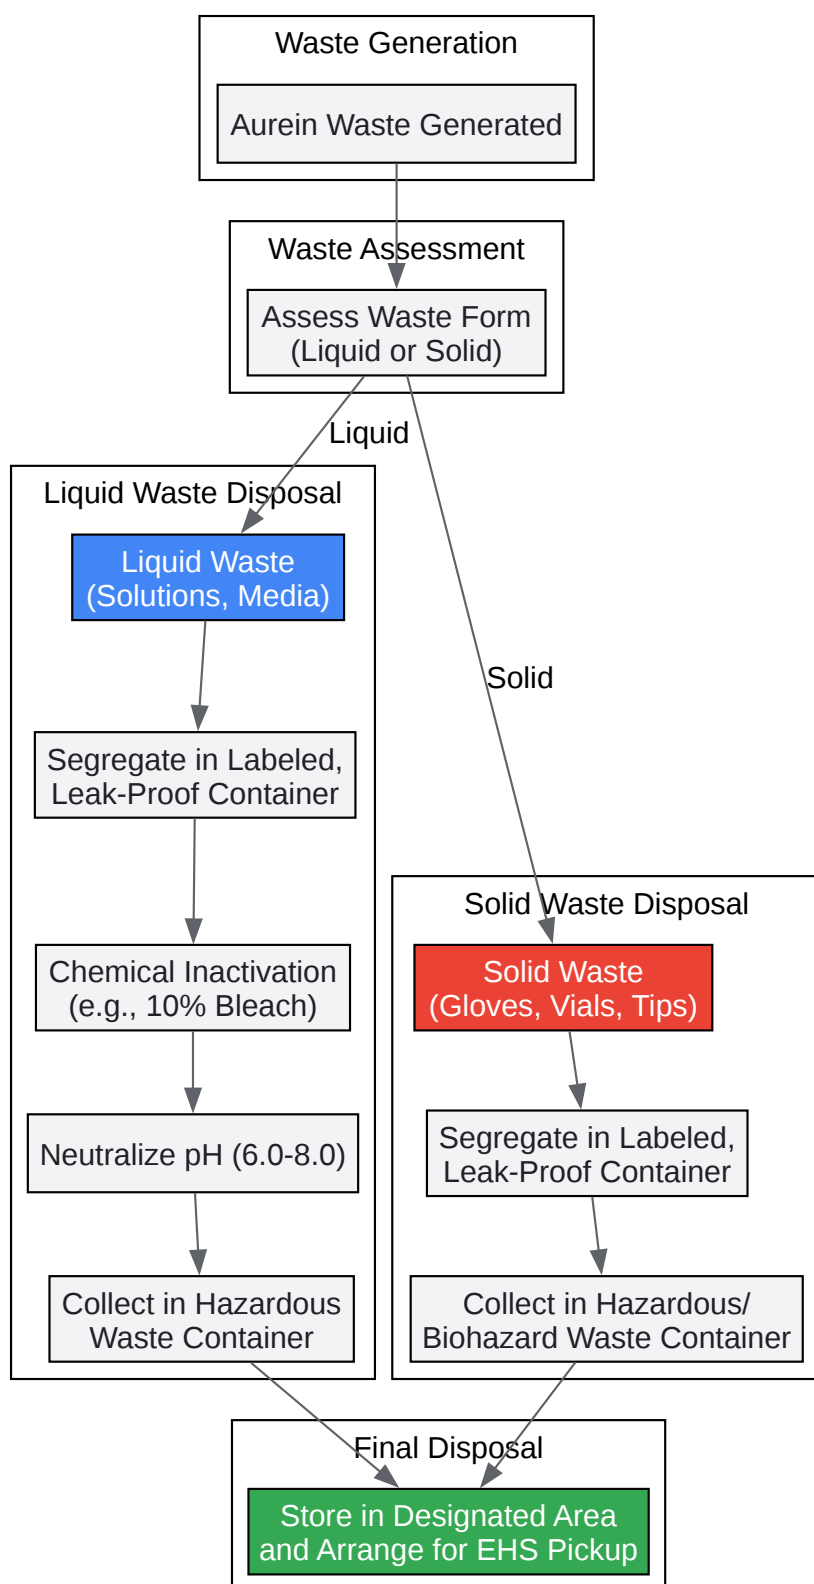 Waste Generation
Aurein Waste Generated
Waste Assessment
Assess Waste Form
(Liquid or Solid)
Liquid
Liquid Waste Disposal
Liquid Waste
(Solutions, Media)
Segregate in Labeled,
Leak-Proof Container
Chemical Inactivation
(e.g., 10% Bleach)
Neutralize pH (6.0-8.0)
Collect in Hazardous
Waste Container
Solid
Solid Waste Disposal
Solid Waste
(Gloves, Vials, Tips)
Segregate in Labeled,
Leak-Proof Container
Collect in Hazardous/
Biohazard Waste Container
Final Disposal
Store in Designated Area
and Arrange for EHS Pickup